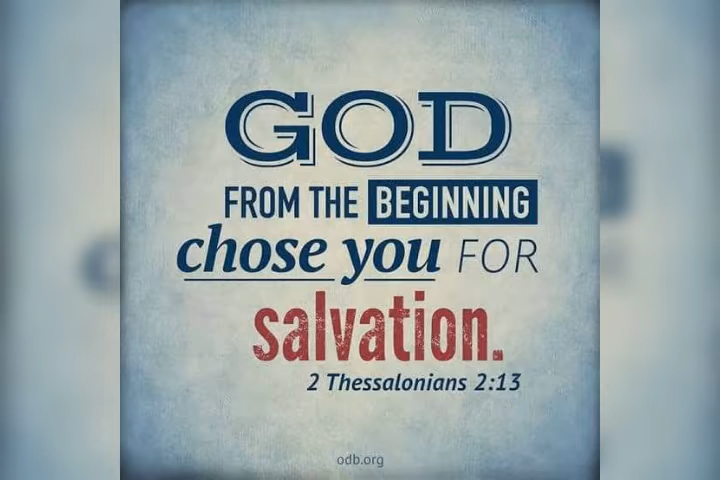 GOD
FROM THE BEGINNING
chose you FOR
salvation.
2 Thessalonians 2:13
odb.org